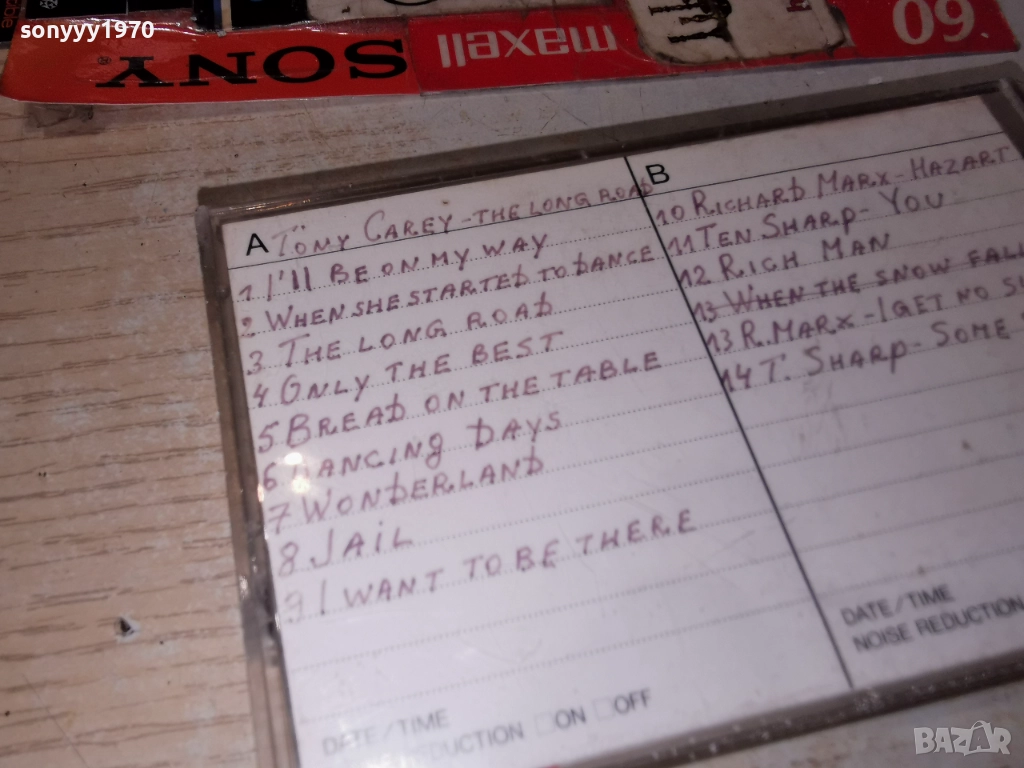 sonyyy1970
SONY
maxell
60
A TONY CAREY-THE LONG ROAD
1 I'll BE ON MY WAY
2 WHEN SHE STARTED TO DANCE
3 THE LONG ROAD
4 ONLY THE BEST
5 BREAD ON THE TABLE
6 DANCING DAYS
7 WONDERLAND
8 JAIL
9 I WANT TO BE THERE
DATE/TIME
ON OFF
B
10 RICHARD MARX-HAZART
11 TEN SHARP-YOU
12 RICH MAN
13 WHEN THE SNOW FALL
13 R.MARX-I GET NO
14 T. SHARP-SOME
DATE/TIME
NOISE REDUCTION
BAZAR